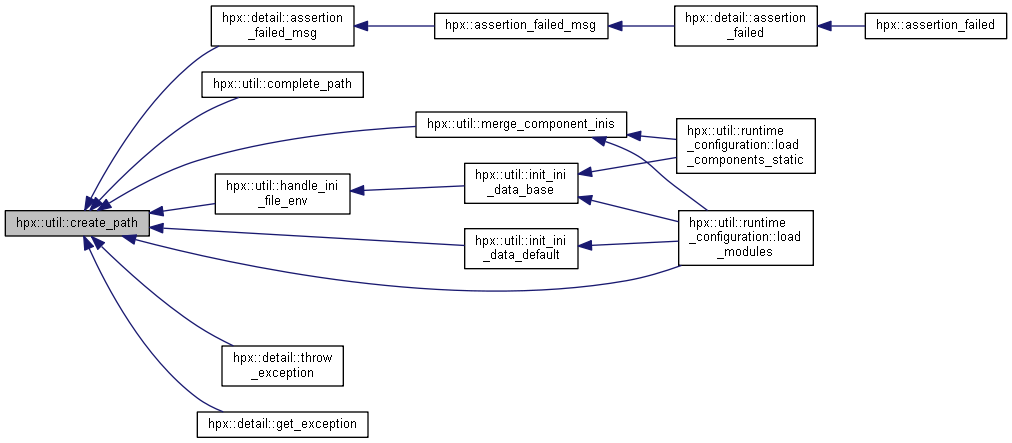 hpx::detail::assertion
_failed_msg
hpx::assertion_failed_msg
hpx::detail::assertion
_failed
hpx::assertion_failed
hpx::util::complete_path
hpx::util::merge_component_inis
hpx::util::runtime
_configuration::load
_components_static
hpx::util::handle_ini
_file_env
hpx::util::init_ini
_data_base
hpx::util::create_path
hpx::util::init_ini
_data_default
hpx::util::runtime
_configuration::load
_modules
hpx::detail::throw
_exception
hpx::detail::get_exception